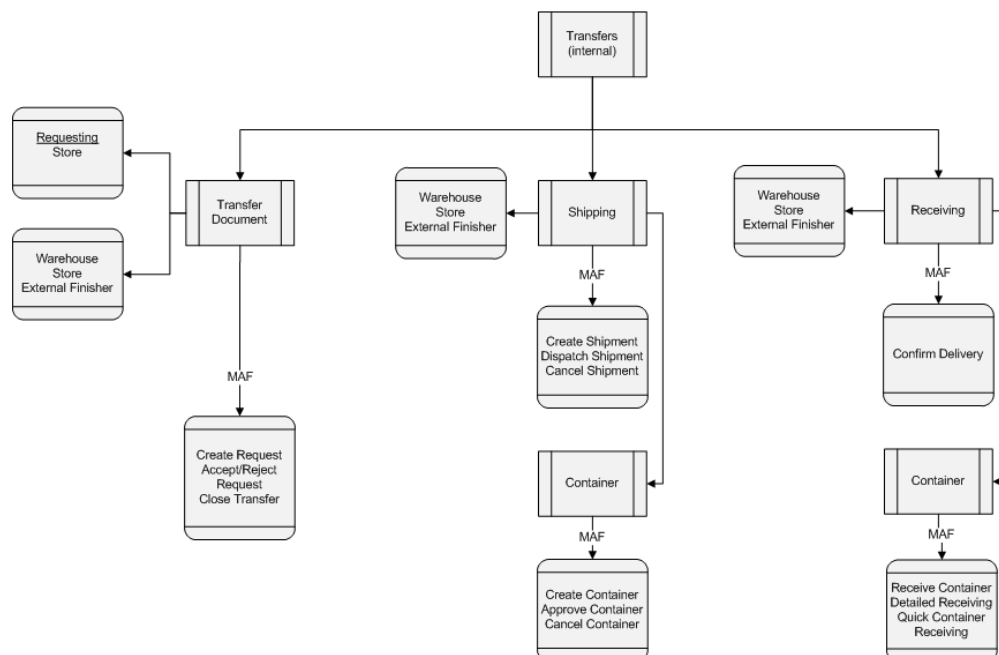 Transfers
(internal)
Requesting
Store
Warehouse
Store
External Finisher
Transfer
Document
MAF
Create Request
Accept/Reject
Request
Close Transfer
Warehouse
Store
External Finisher
Shipping
MAF
Create Shipment
Dispatch Shipment
Cancel Shipment
Container
MAF
Create Container
Approve Container
Cancel Container
Warehouse
Store
External Finisher
Receiving
MAF
Confirm Delivery
Container
MAF
Receive Container
Detailed Receiving
Quick Container
Receiving